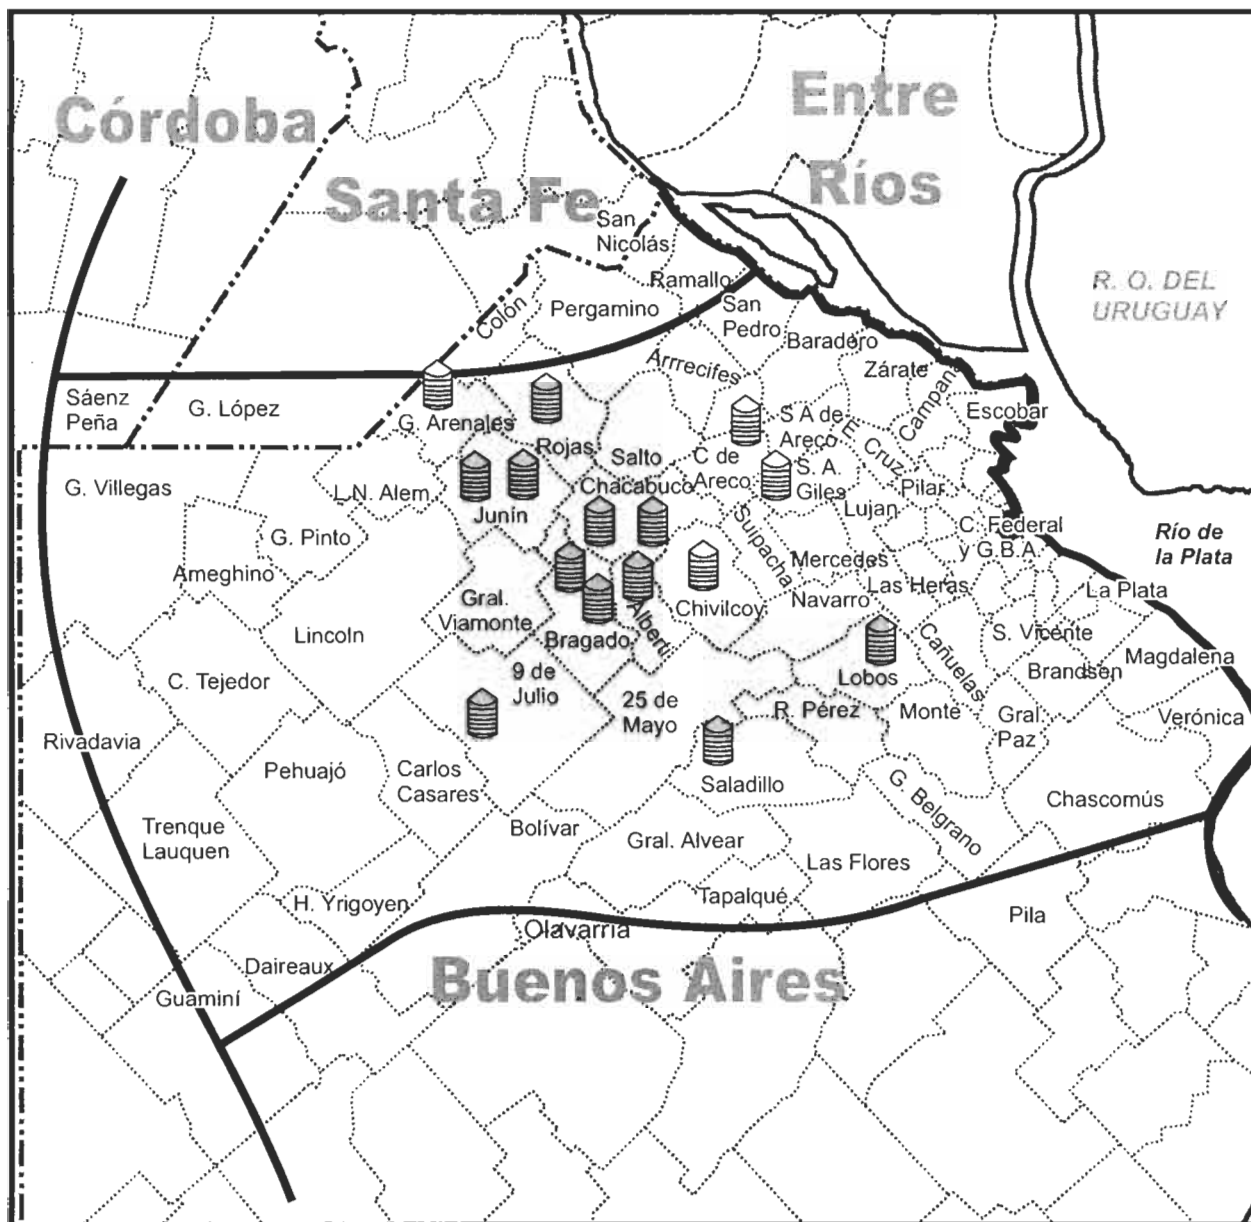 Córdoba
Entre
Ríos
Santa Fe
San
Nicolás
R. O. DEL
URUGUAY
Ramallo
Colón
Pergamino
San
Pedro
Baradero
Arrrecifes
Zárate
Campana
Sáenz
Peña
G. López
G. Arenales
Escobar
S A de
Areco
E. Cruz
Rojas
Salto
C de
Areco
S. A.
Giles
Pilar
G. Villegas
L.N. Alem
Chacabuco
Lujan
Junín
Suipacha
C. Federal
y G.B.A.
Río de
la Plata
G. Pinto
Ameghino
Mercedes
Las Heras
La Plata
Gral.
Viamonte
Chivilcoy
Navarro
Lincoln
Bragado
Alberti
Cañuelas
S. Vicente
Brandsen
Magdalena
C. Tejedor
9 de
Julio
Lobos
25 de
Mayo
R. Pérez
Monte
Gral.
Paz
Verónica
Rivadavia
Pehuajó
Carlos
Casares
Saladillo
G. Belgrano
Chascomús
Trenque
Lauquen
Bolívar
Gral. Alvear
Las Flores
Tapalqué
H. Yrigoyen
Pila
Olavarria
Daireaux
Guaminí
Buenos Aires